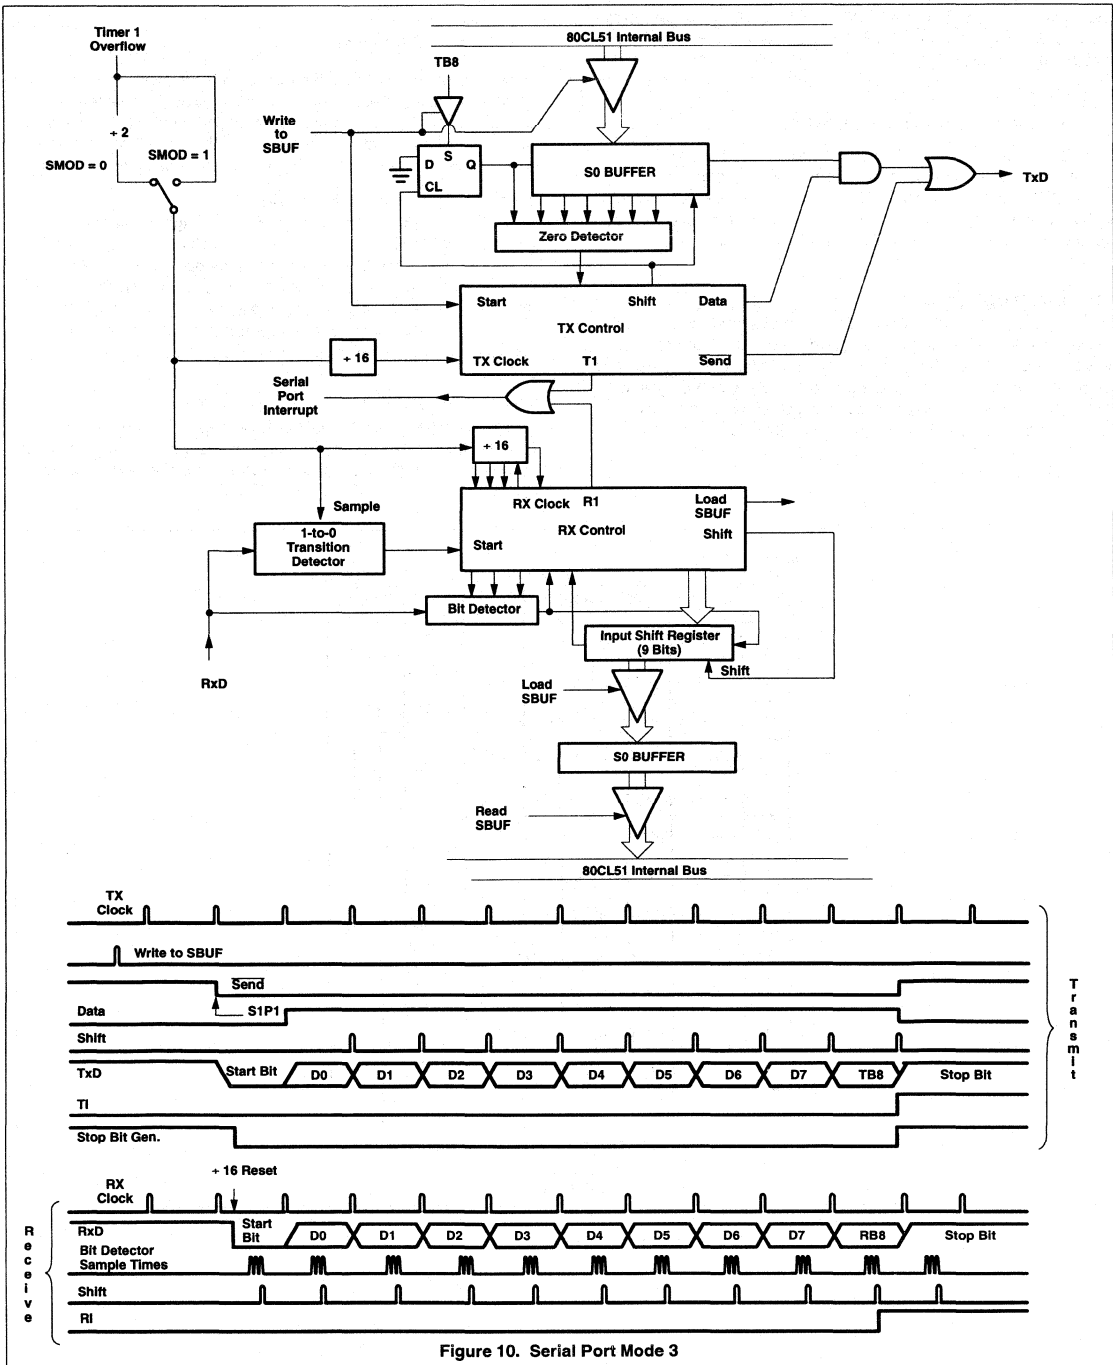 Timer 1
Overflow
80CL51 Internal Bus
TB8
÷ 2
Write
to
SBUF
SMOD = 0
SMOD = 1
D
S
Q
CL
S0 BUFFER
TxD
Zero Detector
Start
Shift
Data
TX Control
÷ 16
TX Clock
T1
Send
Serial
Port
Interrupt
÷ 16
Sample
RX Clock
R1
Load
SBUF
RX Control
Shift
1-to-0
Transition
Detector
Start
Bit Detector
Input Shift Register
(9 Bits)
Shift
RxD
Load
SBUF
S0 BUFFER
Read
SBUF
80CL51 Internal Bus
TX
Clock
Write to SBUF
Send
S1P1
Data
Shift
TxD
Start Bit
D0
D1
D2
D3
D4
D5
D6
D7
TB8
Stop Bit
TI
Stop Bit Gen.
Transmit
÷ 16 Reset
RX
Clock
RxD
Start
Bit
D0
D1
D2
D3
D4
D5
D6
D7
RB8
Stop Bit
Bit Detector
Sample Times
Shift
RI
Receive
Figure 10. Serial Port Mode 3